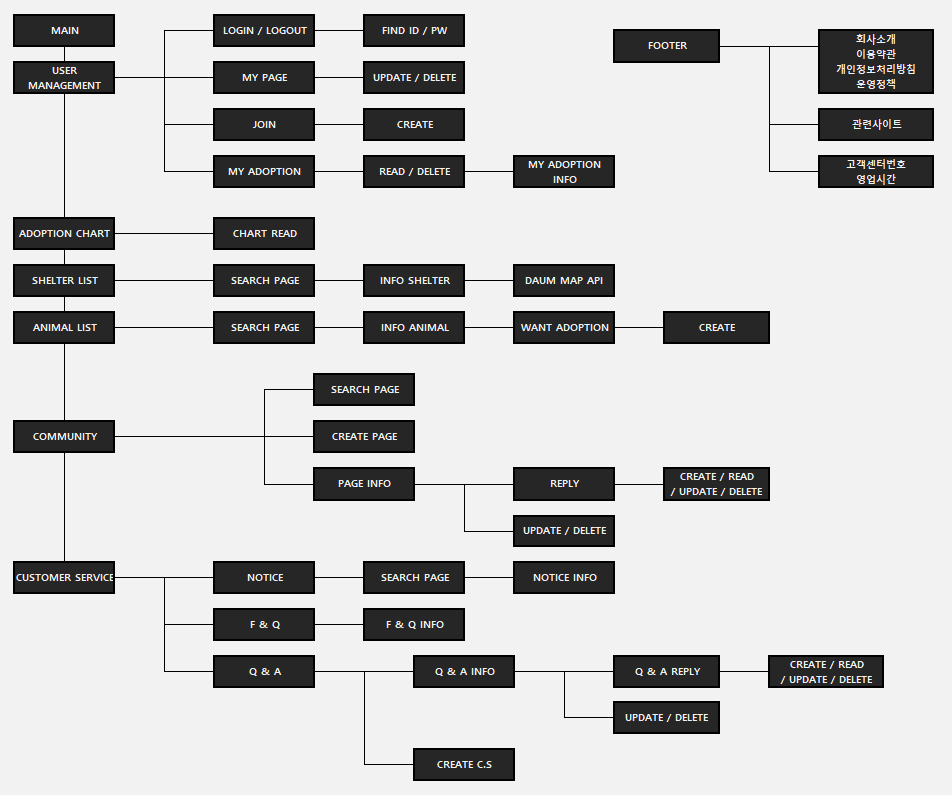 MAIN
LOGIN / LOGOUT
FIND ID / PW
FOOTER
회사소개
이용약관
개인정보처리방침
운영정책
USER
MANAGEMENT
MY PAGE
UPDATE / DELETE
JOIN
CREATE
관련사이트
MY ADOPTION
READ / DELETE
MY ADOPTION
INFO
고객센터번호
영업시간
ADOPTION CHART
CHART READ
SHELTER LIST
SEARCH PAGE
INFO SHELTER
DAUM MAP API
ANIMAL LIST
SEARCH PAGE
INFO ANIMAL
WANT ADOPTION
CREATE
SEARCH PAGE
COMMUNITY
CREATE PAGE
PAGE INFO
REPLY
CREATE / READ
/ UPDATE / DELETE
UPDATE / DELETE
CUSTOMER SERVICE
NOTICE
SEARCH PAGE
NOTICE INFO
F & Q
F & Q INFO
Q & A
Q & A INFO
Q & A REPLY
CREATE / READ
/ UPDATE / DELETE
UPDATE / DELETE
CREATE C.S